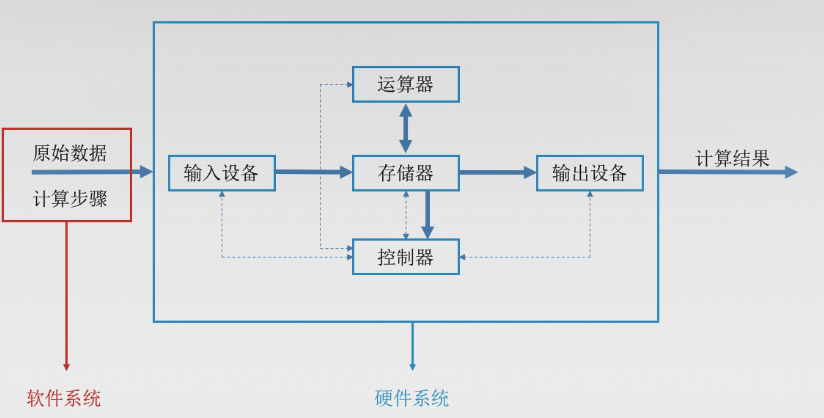 运算器
原始数据
计算步骤
输入设备
存储器
输出设备
计算结果
控制器
软件系统
硬件系统